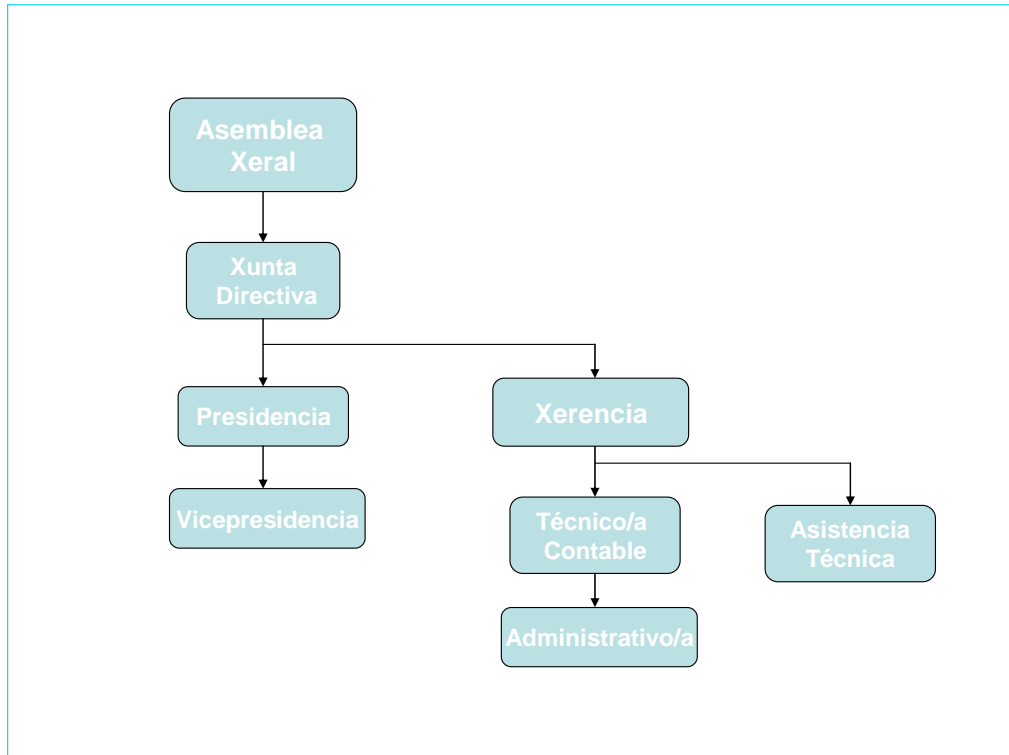 Asemblea
Xeral
Xunta
Directiva
Presidencia
Xerencia
Vicepresidencia
Técnico/a
Contable
Asistencia
Técnica
Administrativo/a